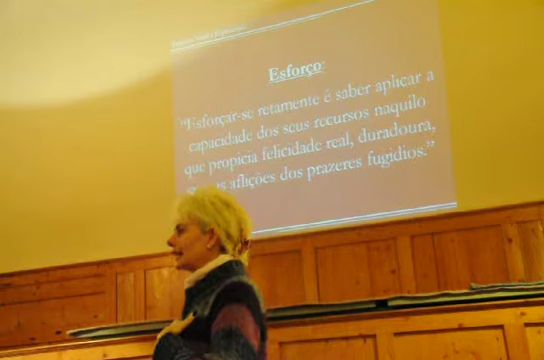 Esforço:
“Esforçar-se retamente é saber aplicar a
capacidade dos seus recursos naquilo
que propicia felicidade real, duradoura,
aflições dos prazeres fugidios.”